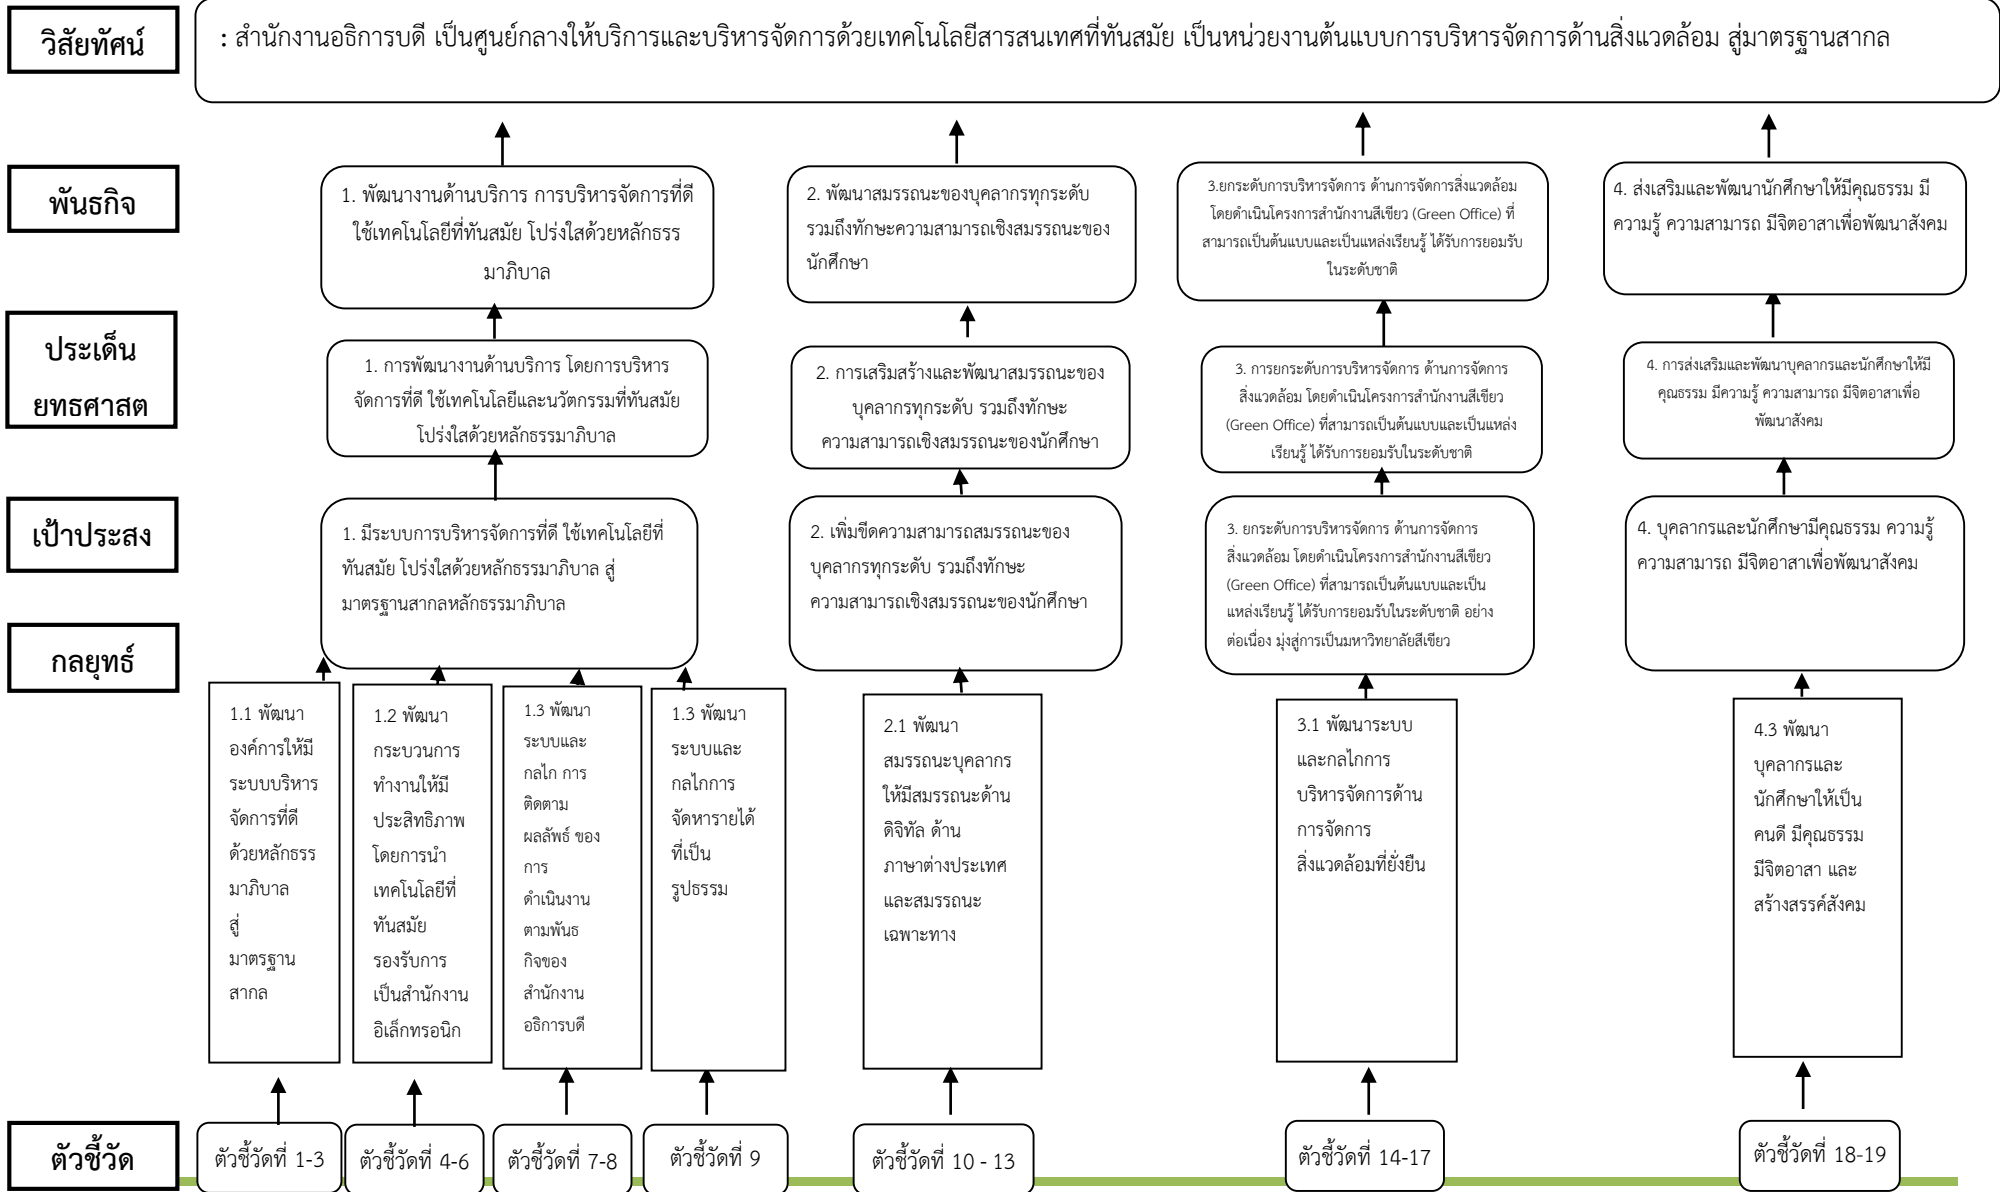 วิสัยทัศน์
: สำนักงานอธิการบดี เป็นศูนย์กลางให้บริการและบริหารจัดการด้วยเทคโนโลยีสารสนเทศที่ทันสมัย เป็นหน่วยงานต้นแบบการบริหารจัดการด้านสิ่งแวดล้อม สู่มาตรฐานสากล
พันธกิจ
1. พัฒนางานด้านบริการ การบริหารจัดการที่ดี
ใช้เทคโนโลยีที่ทันสมัย โปร่งใสด้วยหลักธรร
มาภิบาล
2. พัฒนาสมรรถนะของบุคลากรทุกระดับ
รวมถึงทักษะความสามารถเชิงสมรรถนะของ
นักศึกษา
3.ยกระดับการบริหารจัดการ ด้านการจัดการสิ่งแวดล้อม
โดยดำเนินโครงการสำนักงานสีเขียว (Green Office) ที่
สามารถเป็นต้นแบบและเป็นแหล่งเรียนรู้ ได้รับการยอมรับ
ในระดับชาติ
4. ส่งเสริมและพัฒนานักศึกษาให้มีคุณธรรม มี
ความรู้ ความสามารถ มีจิตอาสาเพื่อพัฒนาสังคม
ประเด็น
ยทธศาสต
1. การพัฒนางานด้านบริการ โดยการบริหาร
จัดการที่ดี ใช้เทคโนโลยีและนวัตกรรมที่ทันสมัย
โปร่งใสด้วยหลักธรรมาภิบาล
2. การเสริมสร้างและพัฒนาสมรรถนะของ
บุคลากรทุกระดับ รวมถึงทักษะ
ความสามารถเชิงสมรรถนะของนักศึกษา
3. การยกระดับการบริหารจัดการ ด้านการจัดการ
สิ่งแวดล้อม โดยดำเนินโครงการสำนักงานสีเขียว
(Green Office) ที่สามารถเป็นต้นแบบและเป็นแหล่ง
เรียนรู้ ได้รับการยอมรับในระดับชาติ
4. การส่งเสริมและพัฒนาบุคลากรและนักศึกษาให้มี
คุณธรรม มีความรู้ ความสามารถ มีจิตอาสาเพื่อ
พัฒนาสังคม
เป้าประสง
1. มีระบบการบริหารจัดการที่ดี ใช้เทคโนโลยีที่
ทันสมัย โปร่งใสด้วยหลักธรรมาภิบาล สู่
มาตรฐานสากลหลักธรรมาภิบาล
2. เพิ่มขีดความสามารถสมรรถนะของ
บุคลากรทุกระดับ รวมถึงทักษะ
ความสามารถเชิงสมรรถนะของนักศึกษา
3. ยกระดับการบริหารจัดการ ด้านการจัดการ
สิ่งแวดล้อม โดยดำเนินโครงการสำนักงานสีเขียว
(Green Office) ที่สามารถเป็นต้นแบบและเป็น
แหล่งเรียนรู้ ได้รับการยอมรับในระดับชาติ อย่าง
ต่อเนื่อง มุ่งสู่การเป็นมหาวิทยาลัยสีเขียว
4. บุคลากรและนักศึกษามีคุณธรรม ความรู้
ความสามารถ มีจิตอาสาเพื่อพัฒนาสังคม
กลยุทธ์
1.1 พัฒนา
องค์การให้มี
ระบบบริหาร
จัดการที่ดี
ด้วยหลักธรร
มาภิบาล
สู่
มาตรฐาน
สากล
1.2 พัฒนา
กระบวนการ
ทำงานให้มี
ประสิทธิภาพ
โดยการนำ
เทคโนโลยีที่
ทันสมัย
รองรับการ
เป็นสำนักงาน
อิเล็กทรอนิก
1.3 พัฒนา
ระบบและ
กลไก การ
ติดตาม
ผลลัพธ์ ของ
การ
ดำเนินงาน
ตามพันธ
กิจของ
สำนักงาน
อธิการบดี
1.3 พัฒนา
ระบบและ
กลไกการ
จัดหารายได้
ที่เป็น
รูปธรรม
2.1 พัฒนา
สมรรถนะบุคลากร
ให้มีสมรรถนะด้าน
ดิจิทัล ด้าน
ภาษาต่างประเทศ
และสมรรถนะ
เฉพาะทาง
3.1 พัฒนาระบบ
และกลไกการ
บริหารจัดการด้าน
การจัดการ
สิ่งแวดล้อมที่ยั่งยืน
4.3 พัฒนา
บุคลากรและ
นักศึกษาให้เป็น
คนดี มีคุณธรรม
มีจิตอาสา และ
สร้างสรรค์สังคม
ตัวชี้วัด
ตัวชี้วัดที่ 1-3
ตัวชี้วัดที่ 4-6
ตัวชี้วัดที่ 7-8
ตัวชี้วัดที่ 9
ตัวชี้วัดที่ 10 - 13
ตัวชี้วัดที่ 14-17
ตัวชี้วัดที่ 18-19